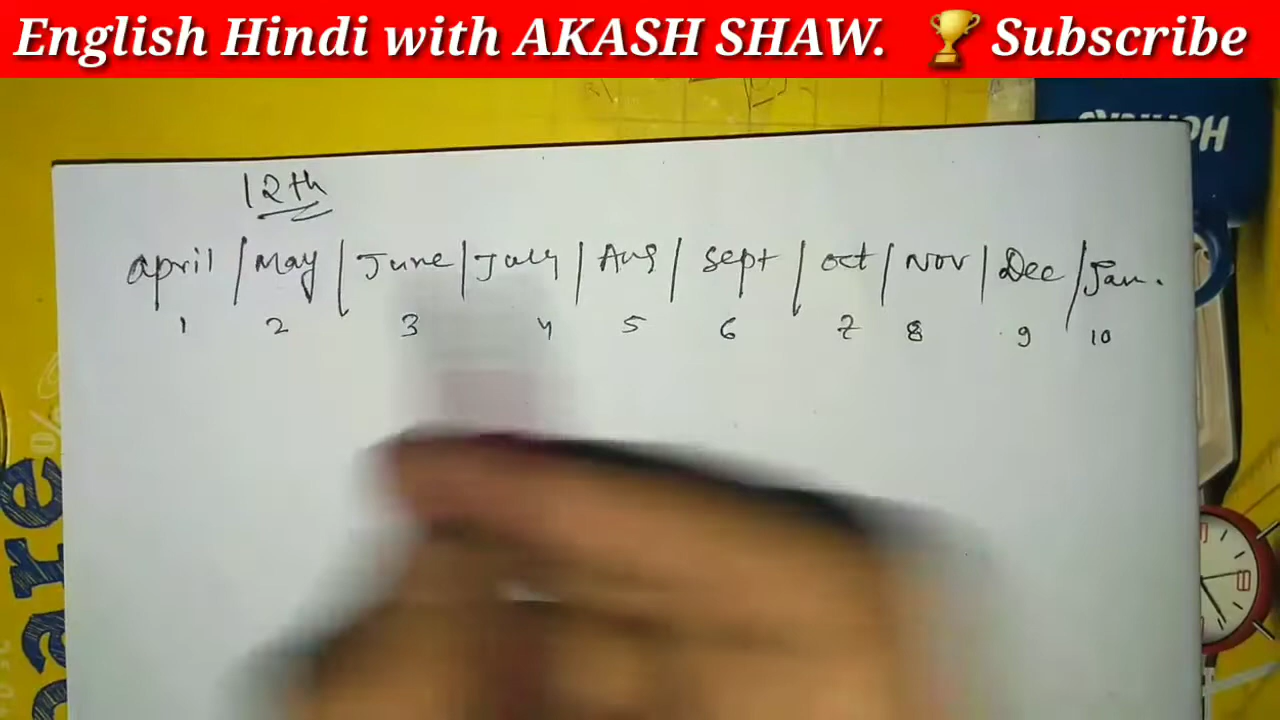 English Hindi with AKASH SHAW. 🏆 Subscribe
12th
april / May / June / July / Aug / Sept / oct / Nov / Dec / Jan.
1 2 3 4 5 6 7 8 9 10